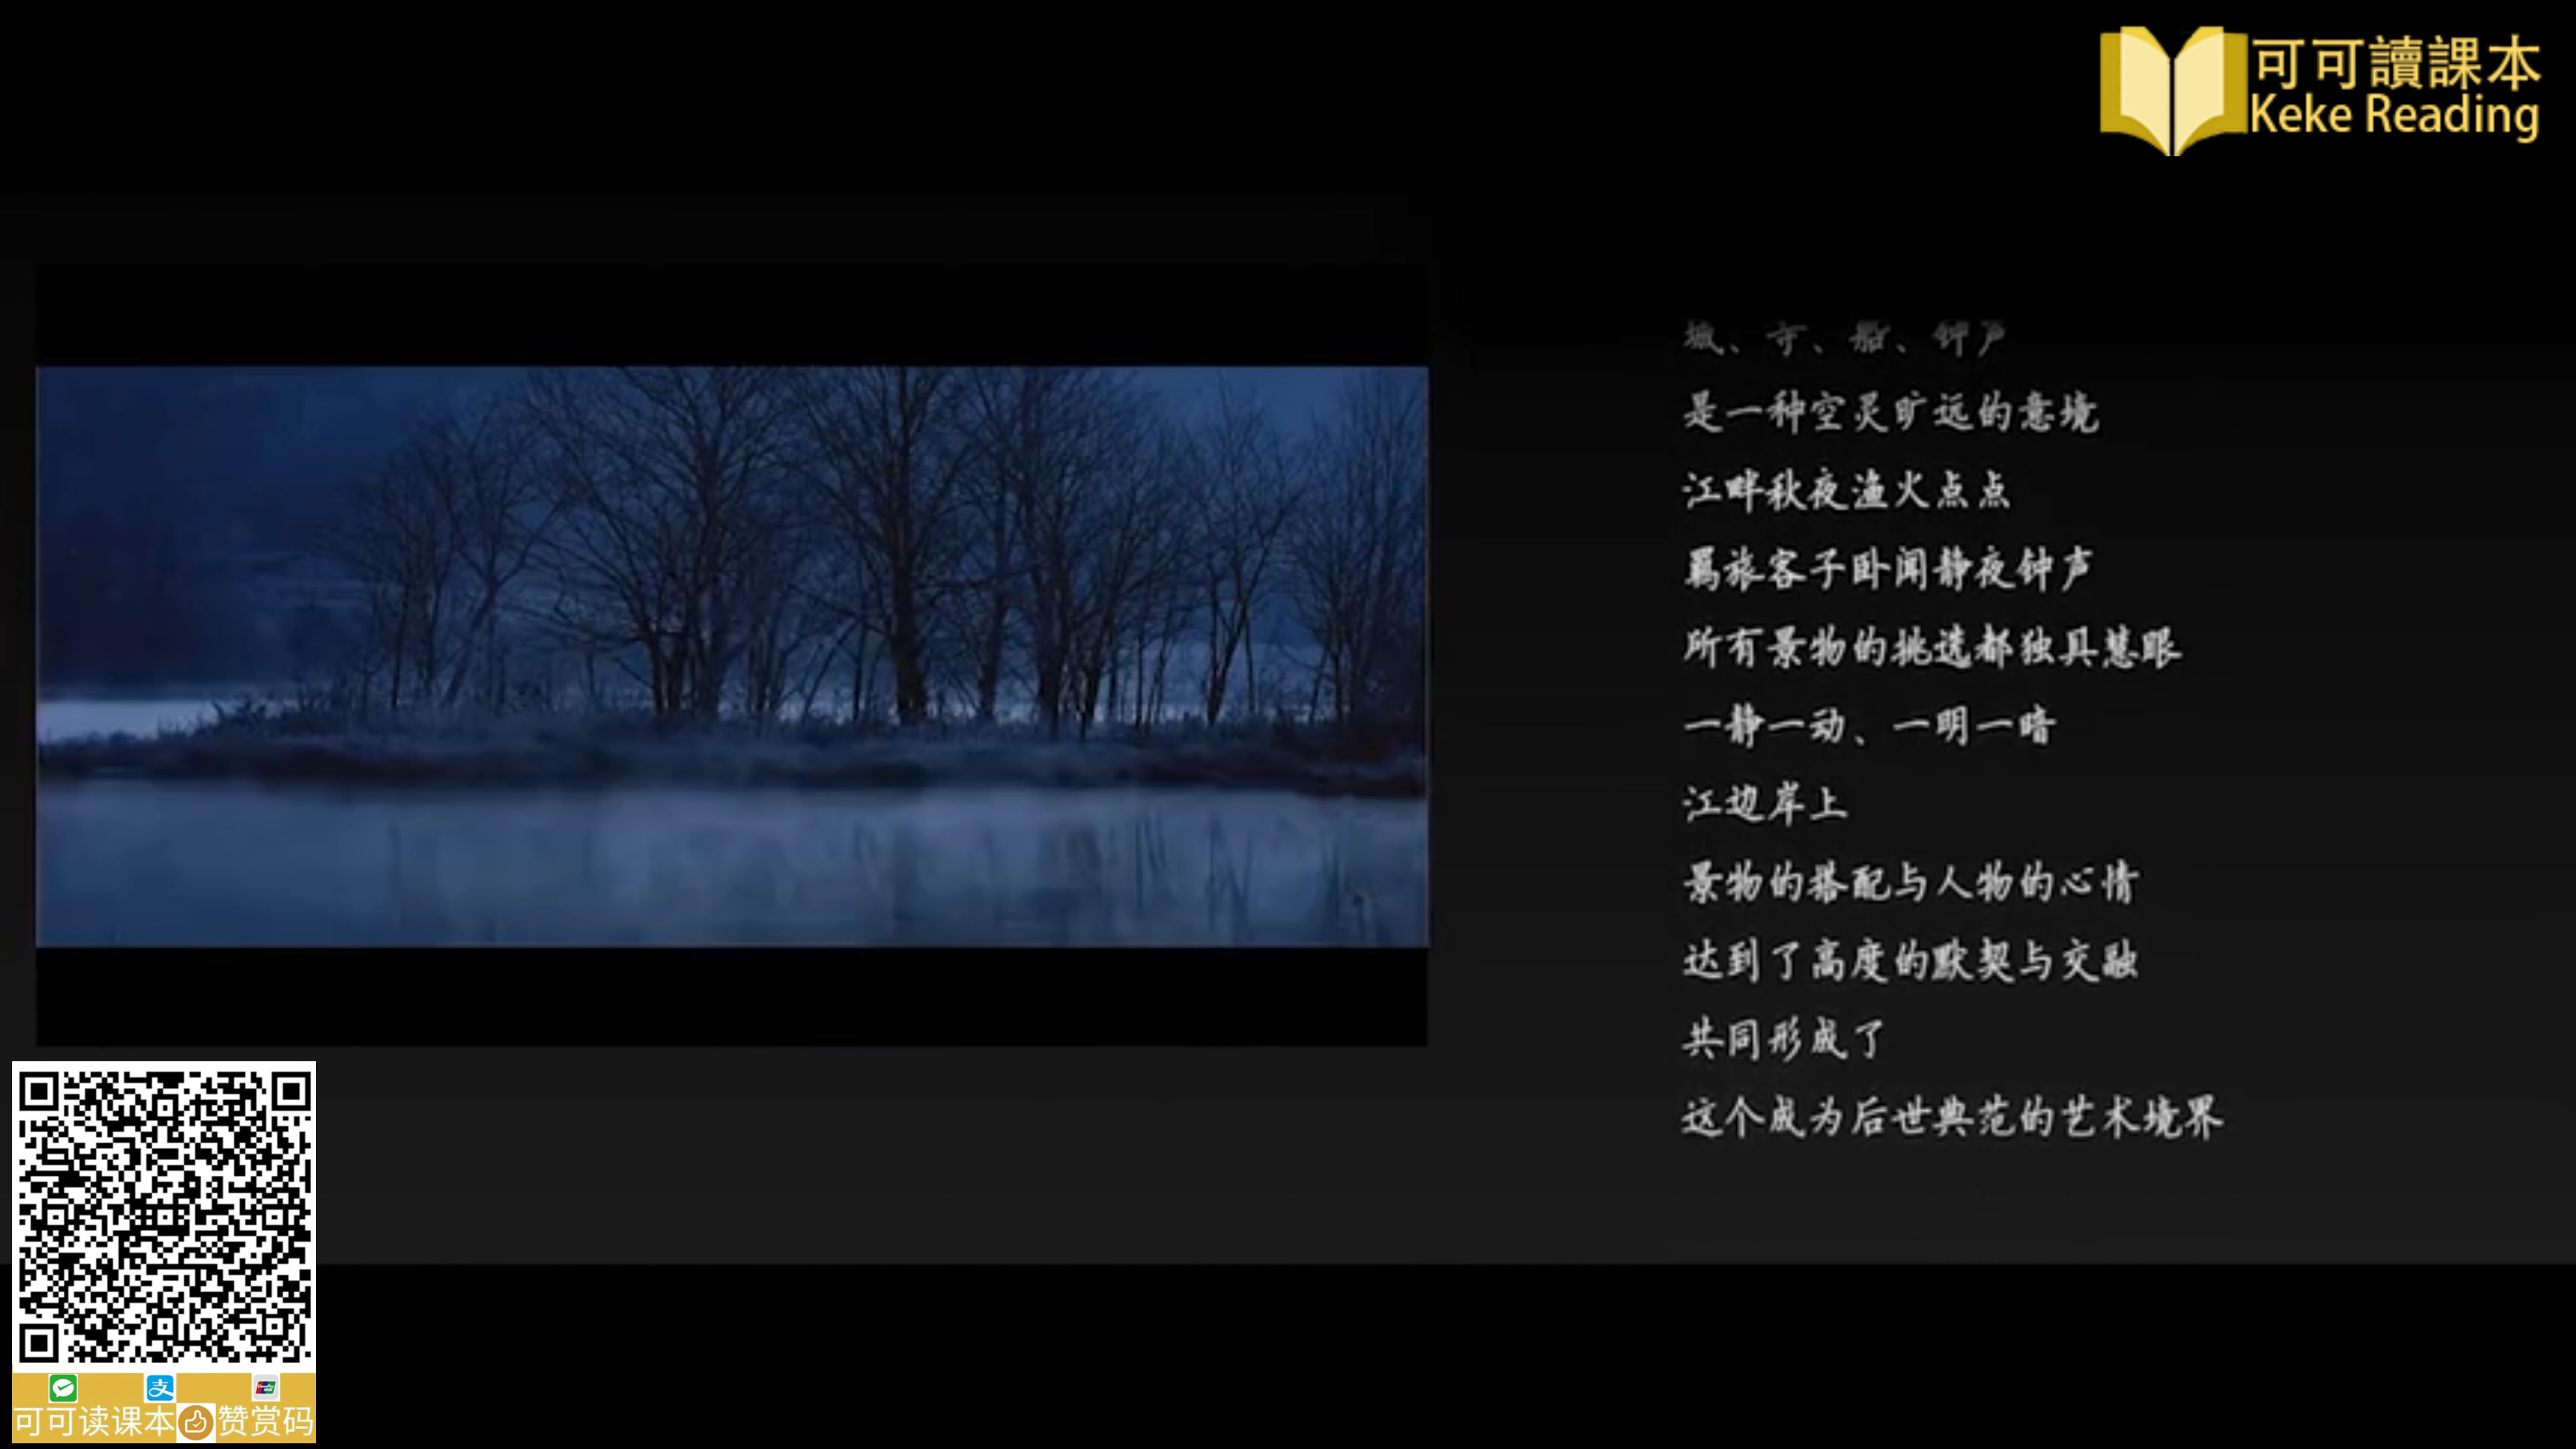 可可讀課本
Keke Reading
城、寺、船、钟声
是一种空灵旷远的意境
江畔秋夜渔火点点
羁旅客子卧闻静夜钟声
所有景物的挑选都独具慧眼
一静一动、一明一暗
江边岸上
景物的搭配与人物的心情
达到了高度的默契与交融
共同形成了
这个成为后世典范的艺术境界
可可读课本赞赏码